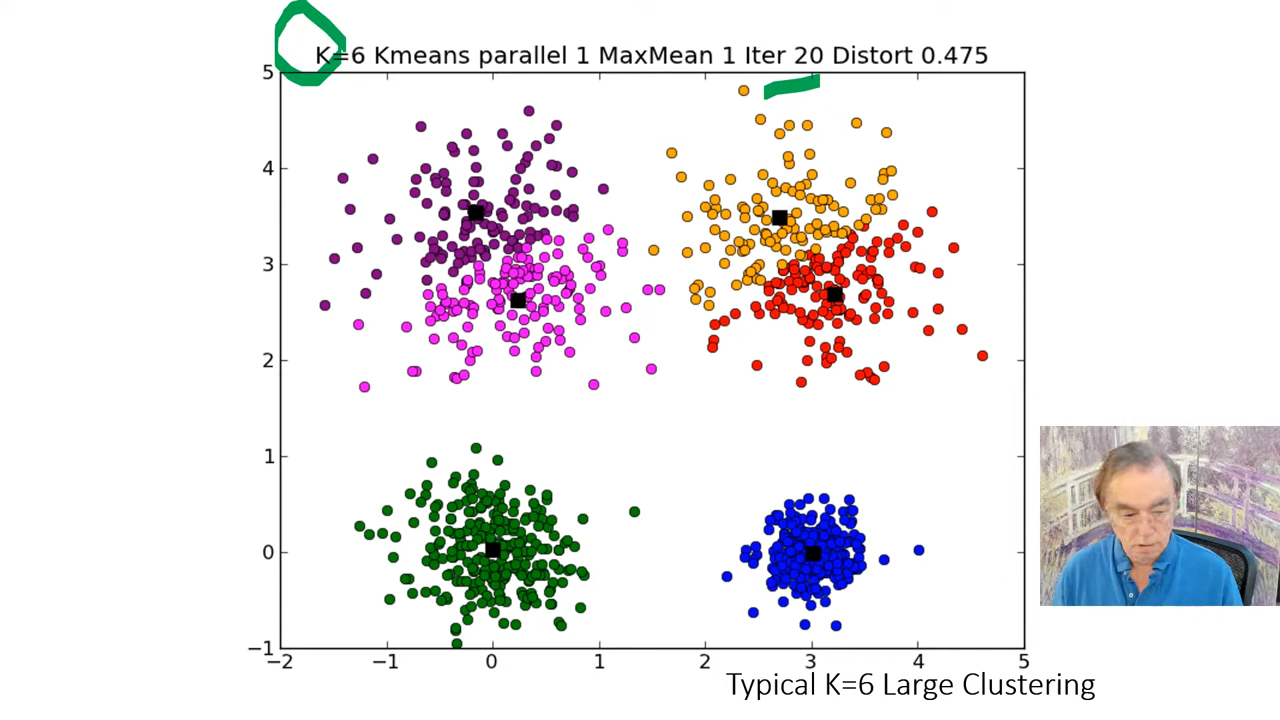 K=6 Kmeans parallel 1 MaxMean 1 Iter 20 Distort 0.475
5
4
3
2
1
0
−1
−2 −1 0 1 2 3 4 5
Typical K=6 Large Clustering